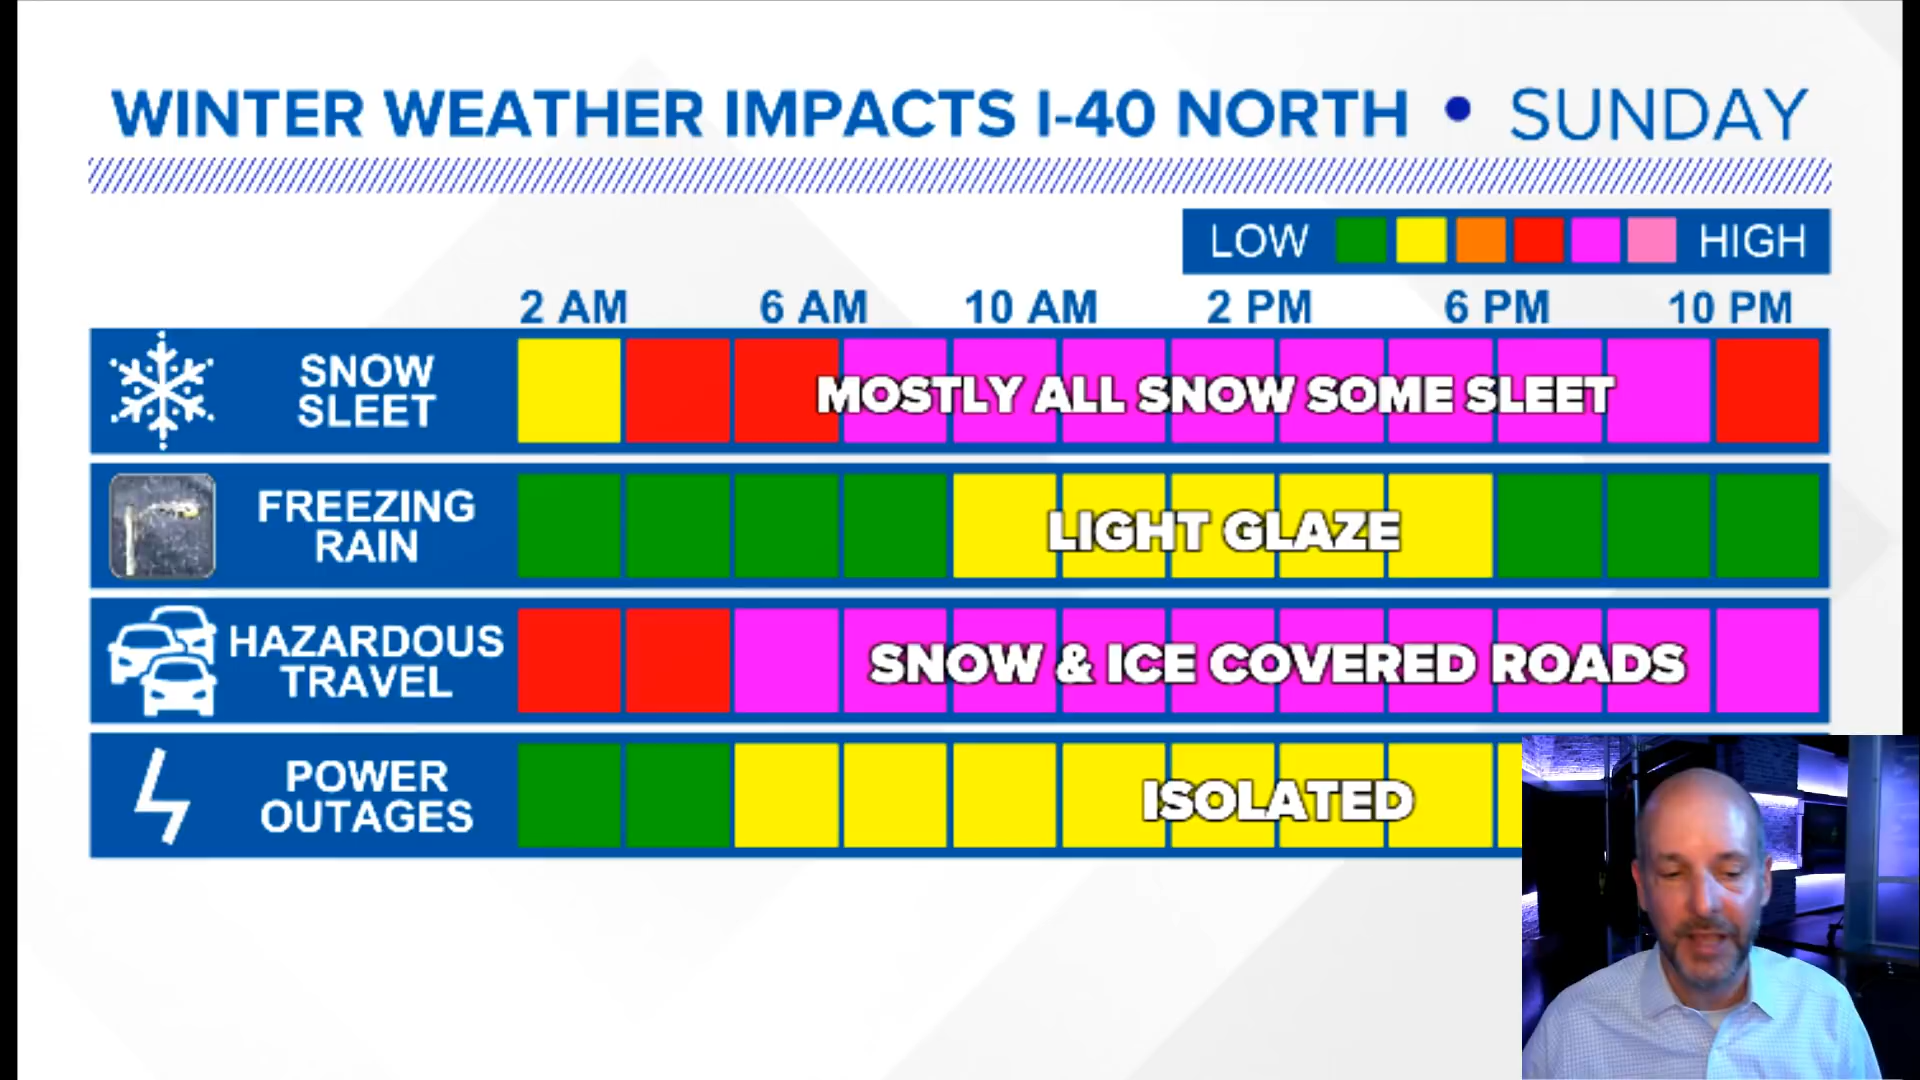 WINTER WEATHER IMPACTS I-40 NORTH • SUNDAY
LOW HIGH
2 AM 6 AM 10 AM 2 PM 6 PM 10 PM
SNOW
SLEET
MOSTLY ALL SNOW SOME SLEET
FREEZING
RAIN
LIGHT GLAZE
HAZARDOUS
TRAVEL
SNOW & ICE COVERED ROADS
POWER
OUTAGES
ISOLATED